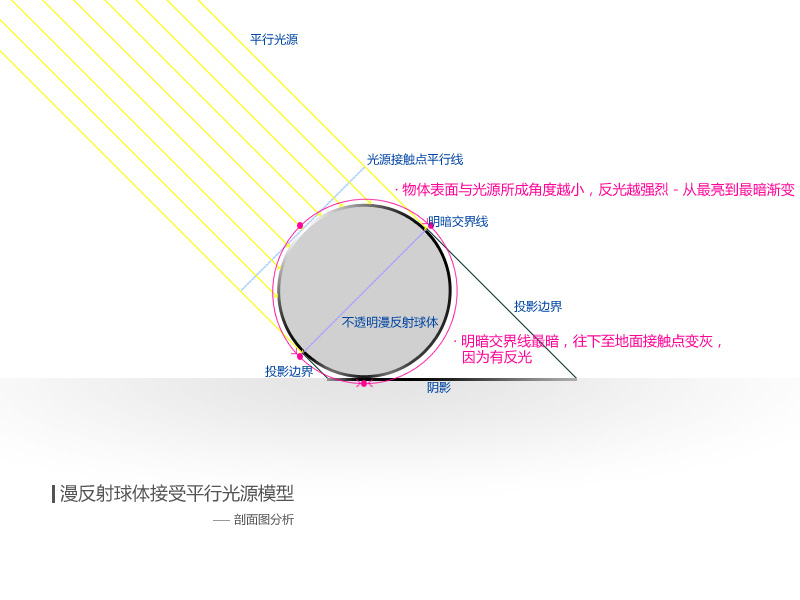 平行光源
光源接触点平行线
· 物体表面与光源所成角度越小，反光越强烈 - 从最亮到最暗渐变
明暗交界线
投影边界
不透明漫反射球体
· 明暗交界线最暗，往下至地面接触点变灰，
因为有反光
投影边界
阴影
漫反射球体接受平行光源模型
—— 剖面图分析